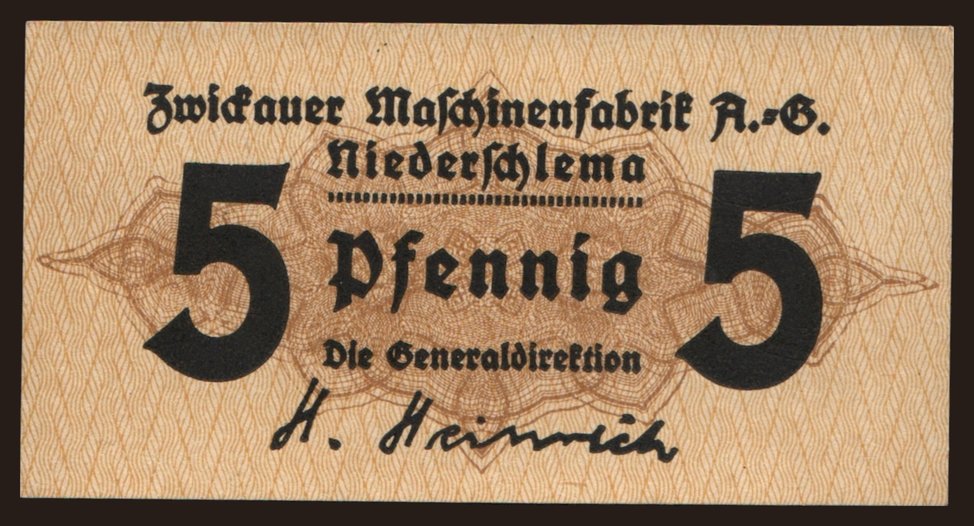 Zwickauer Maschinenfabrik A.=G.
Niederschlema
5 Pfennig 5
Die Generaldirektion
H. Heinrich